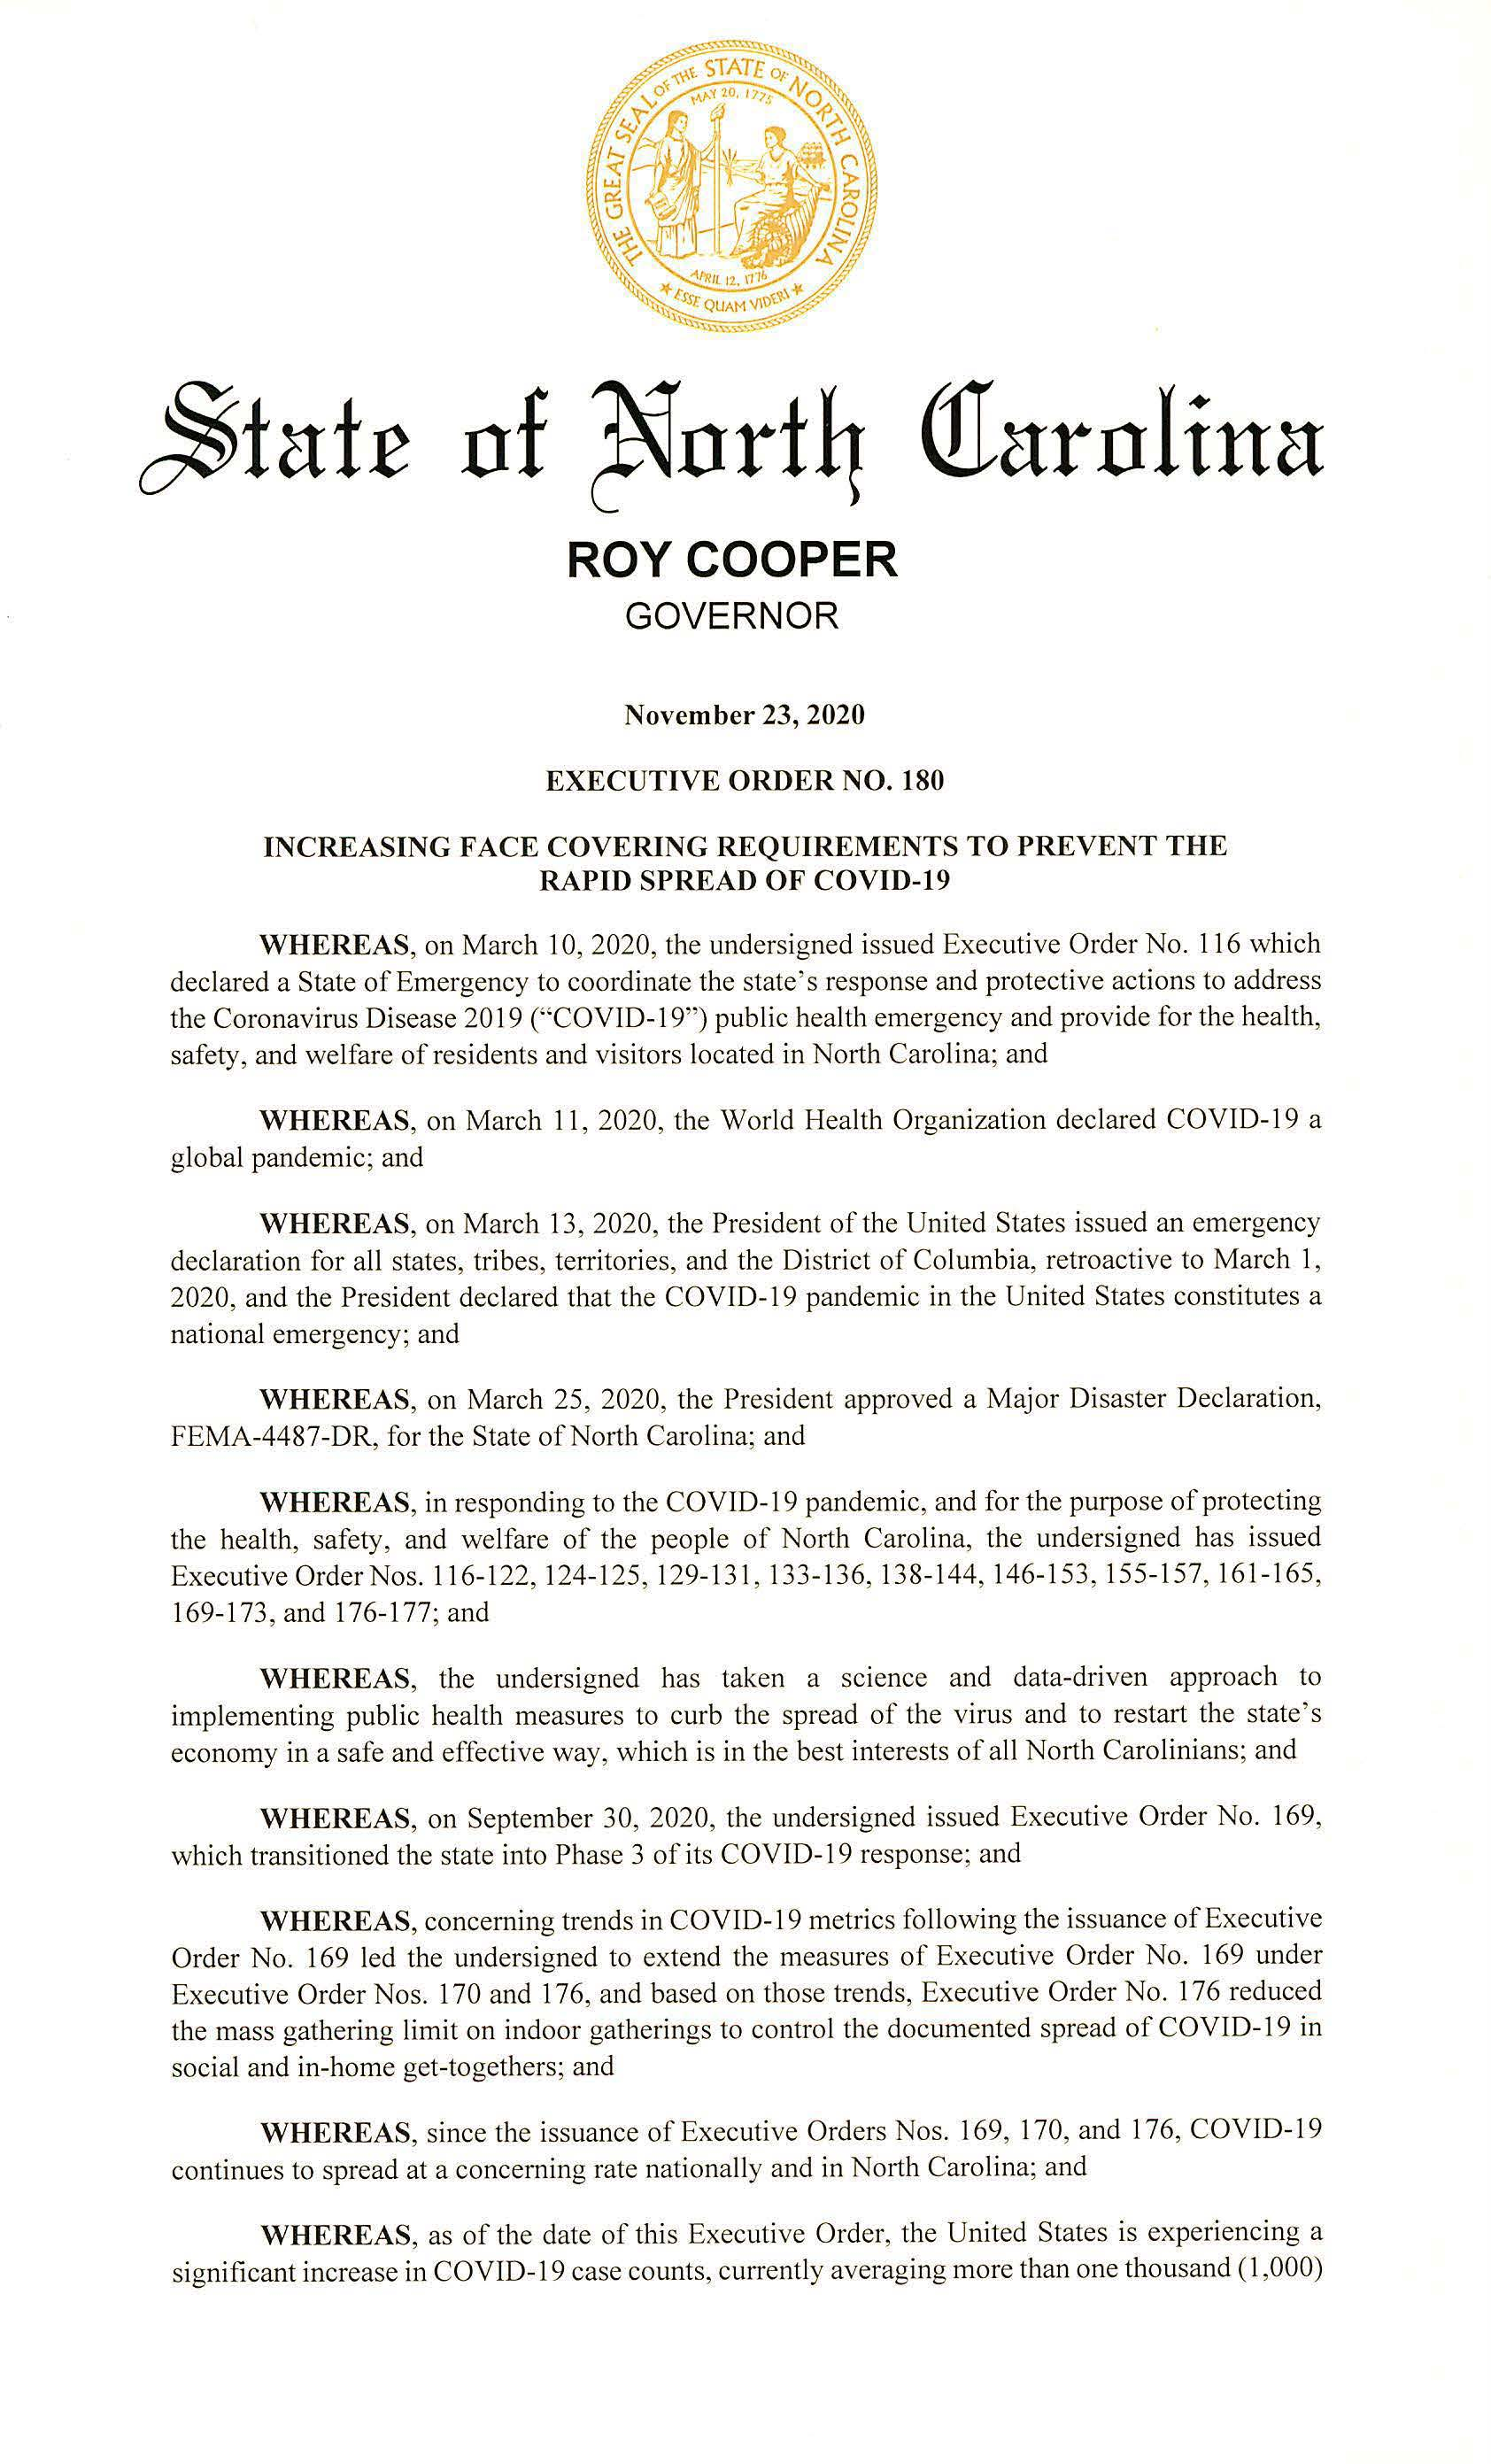 THE GREAT SEAL OF THE STATE OF NORTH CAROLINA
MAY 20, 1775
APRIL 12, 1776
★ ESSE QUAM VIDERI ★
State of North Carolina
ROY COOPER
GOVERNOR
November 23, 2020
EXECUTIVE ORDER NO. 180
INCREASING FACE COVERING REQUIREMENTS TO PREVENT THE
RAPID SPREAD OF COVID-19
WHEREAS, on March 10, 2020, the undersigned issued Executive Order No. 116 which
declared a State of Emergency to coordinate the state's response and protective actions to address
the Coronavirus Disease 2019 ("COVID-19") public health emergency and provide for the health,
safety, and welfare of residents and visitors located in North Carolina; and
WHEREAS, on March 11, 2020, the World Health Organization declared COVID-19 a
global pandemic; and
WHEREAS, on March 13, 2020, the President of the United States issued an emergency
declaration for all states, tribes, territories, and the District of Columbia, retroactive to March 1,
2020, and the President declared that the COVID-19 pandemic in the United States constitutes a
national emergency; and
WHEREAS, on March 25, 2020, the President approved a Major Disaster Declaration,
FEMA-4487-DR, for the State of North Carolina; and
WHEREAS, in responding to the COVID-19 pandemic, and for the purpose of protecting
the health, safety, and welfare of the people of North Carolina, the undersigned has issued
Executive Order Nos. 116-122, 124-125, 129-131, 133-136, 138-144, 146-153, 155-157, 161-165,
169-173, and 176-177; and
WHEREAS, the undersigned has taken a science and data-driven approach to
implementing public health measures to curb the spread of the virus and to restart the state's
economy in a safe and effective way, which is in the best interests of all North Carolinians; and
WHEREAS, on September 30, 2020, the undersigned issued Executive Order No. 169,
which transitioned the state into Phase 3 of its COVID-19 response; and
WHEREAS, concerning trends in COVID-19 metrics following the issuance of Executive
Order No. 169 led the undersigned to extend the measures of Executive Order No. 169 under
Executive Order Nos. 170 and 176, and based on those trends, Executive Order No. 176 reduced
the mass gathering limit on indoor gatherings to control the documented spread of COVID-19 in
social and in-home get-togethers; and
WHEREAS, since the issuance of Executive Orders Nos. 169, 170, and 176, COVID-19
continues to spread at a concerning rate nationally and in North Carolina; and
WHEREAS, as of the date of this Executive Order, the United States is experiencing a
significant increase in COVID-19 case counts, currently averaging more than one thousand (1,000)